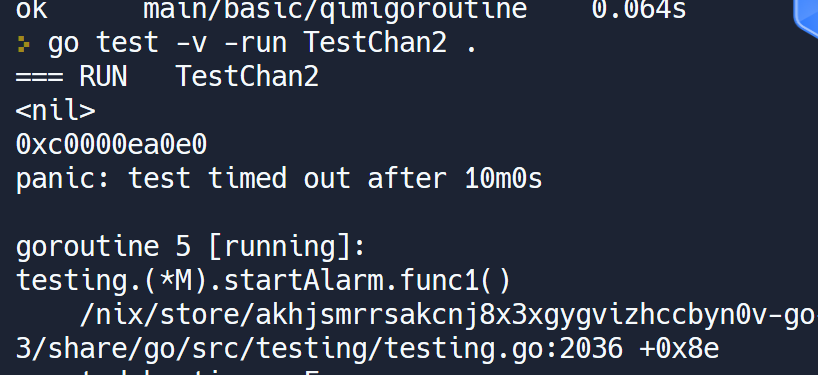 ok      main/basic/qimigoroutine    0.064s
go test -v -run TestChan2 .
=== RUN   TestChan2
<nil>
0xc0000ea0e0
panic: test timed out after 10m0s
goroutine 5 [running]:
testing.(*M).startAlarm.func1()
/nix/store/akhjsmrrsakcnj8x3xgygvizhccbyn0v-go
3/share/go/src/testing/testing.go:2036 +0x8e